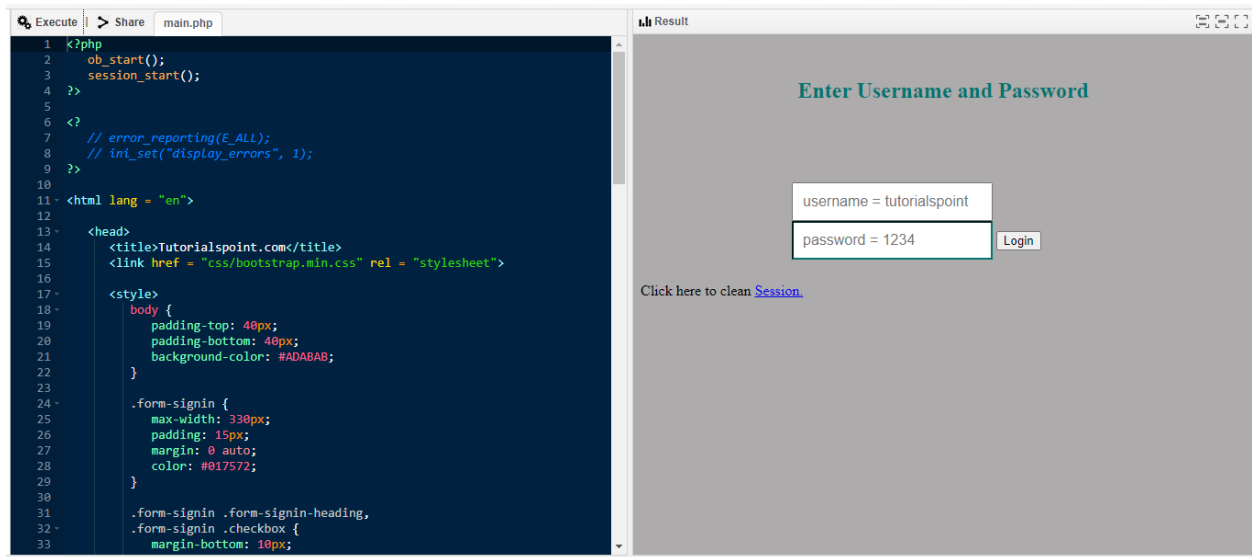 Execute | Share main.php
1 <?php
2 ob_start();
3 session_start();
4 ?>
5
6 <?
7 // error_reporting(E_ALL);
8 // ini_set("display_errors", 1);
9 ?>
10
11 <html lang = "en">
12
13 <head>
14 <title>Tutorialspoint.com</title>
15 <link href = "css/bootstrap.min.css" rel = "stylesheet">
16
17 <style>
18 body {
19 padding-top: 40px;
20 padding-bottom: 40px;
21 background-color: #ADABAB;
22 }
23
24 .form-signin {
25 max-width: 330px;
26 padding: 15px;
27 margin: 0 auto;
28 color: #017572;
29 }
30
31 .form-signin .form-signin-heading,
32 .form-signin .checkbox {
33 margin-bottom: 10px;
Result
Enter Username and Password
username = tutorialspoint
password = 1234 Login
Click here to clean Session.